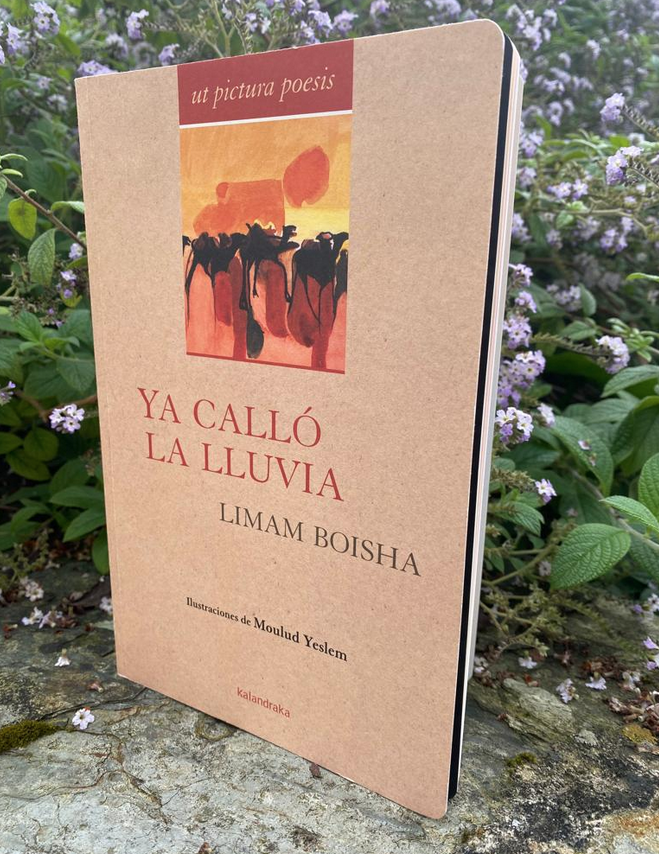 ut pictura poesis
YA CALLÓ
LA LLUVIA
LIMAM BOISHA
Ilustraciones de Moulud Yeslem
kalandraka